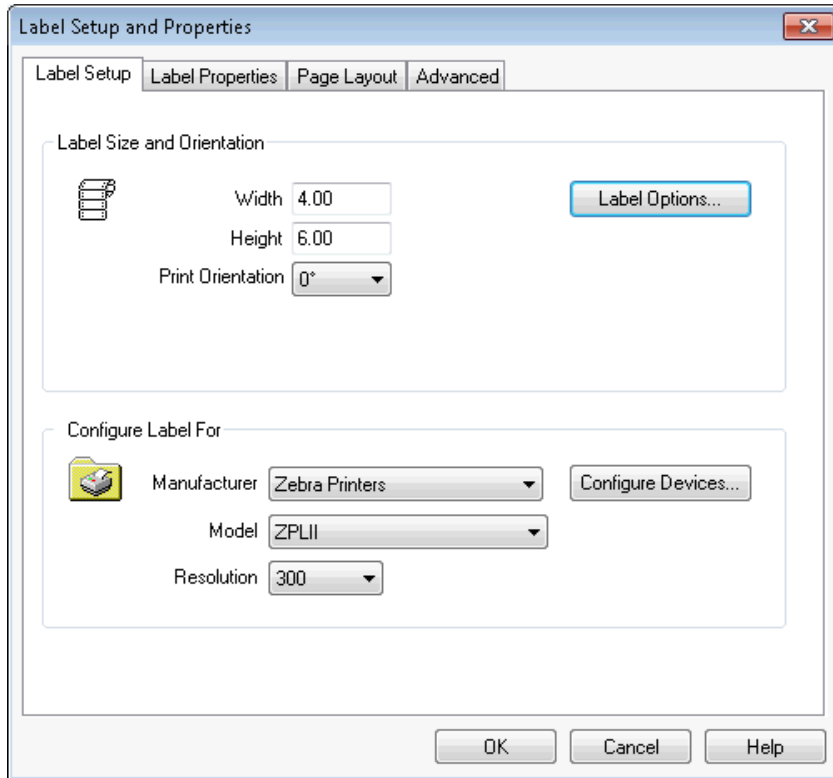 Label Setup and Properties
Label Setup Label Properties Page Layout Advanced
Label Size and Orientation
Width 4.00 Label Options...
Height 6.00
Print Orientation 0°
Configure Label For
Manufacturer Zebra Printers Configure Devices...
Model ZPLII
Resolution 300
OK Cancel Help